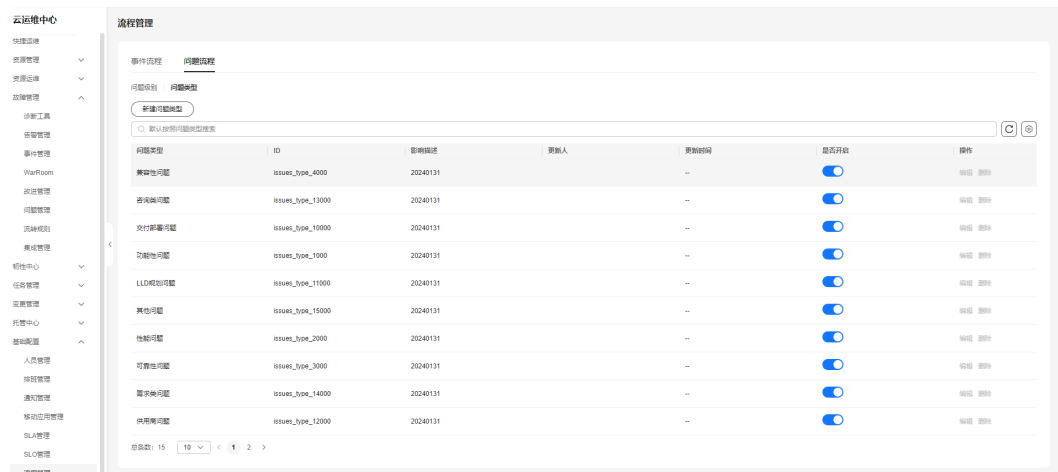 云运维中心
快捷运维
资源管理
资源运维
故障管理
诊断工具
告警管理
事件管理
WarRoom
改进管理
问题管理
流转规则
集成管理
韧性中心
任务管理
变更管理
托管中心
基础配置
人员管理
排班管理
通知管理
移动应用管理
SLA管理
SLO管理
流程管理
流程管理
事件流程 问题流程
问题级别 问题类型
新建问题类型
默认按照问题类型搜索
问题类型 ID 影响描述 更新人 更新时间 是否开启 操作
兼容性问题 issues_type_4000 20240131 -- 编辑 删除
咨询类问题 issues_type_13000 20240131 -- 编辑 删除
交付部署问题 issues_type_10000 20240131 -- 编辑 删除
功能性问题 issues_type_1000 20240131 -- 编辑 删除
LLD规划问题 issues_type_11000 20240131 -- 编辑 删除
其他问题 issues_type_15000 20240131 -- 编辑 删除
性能问题 issues_type_2000 20240131 -- 编辑 删除
可靠性问题 issues_type_3000 20240131 -- 编辑 删除
需求类问题 issues_type_14000 20240131 -- 编辑 删除
供用商问题 issues_type_12000 20240131 -- 编辑 删除
总条数: 15 10 < 1 2 >